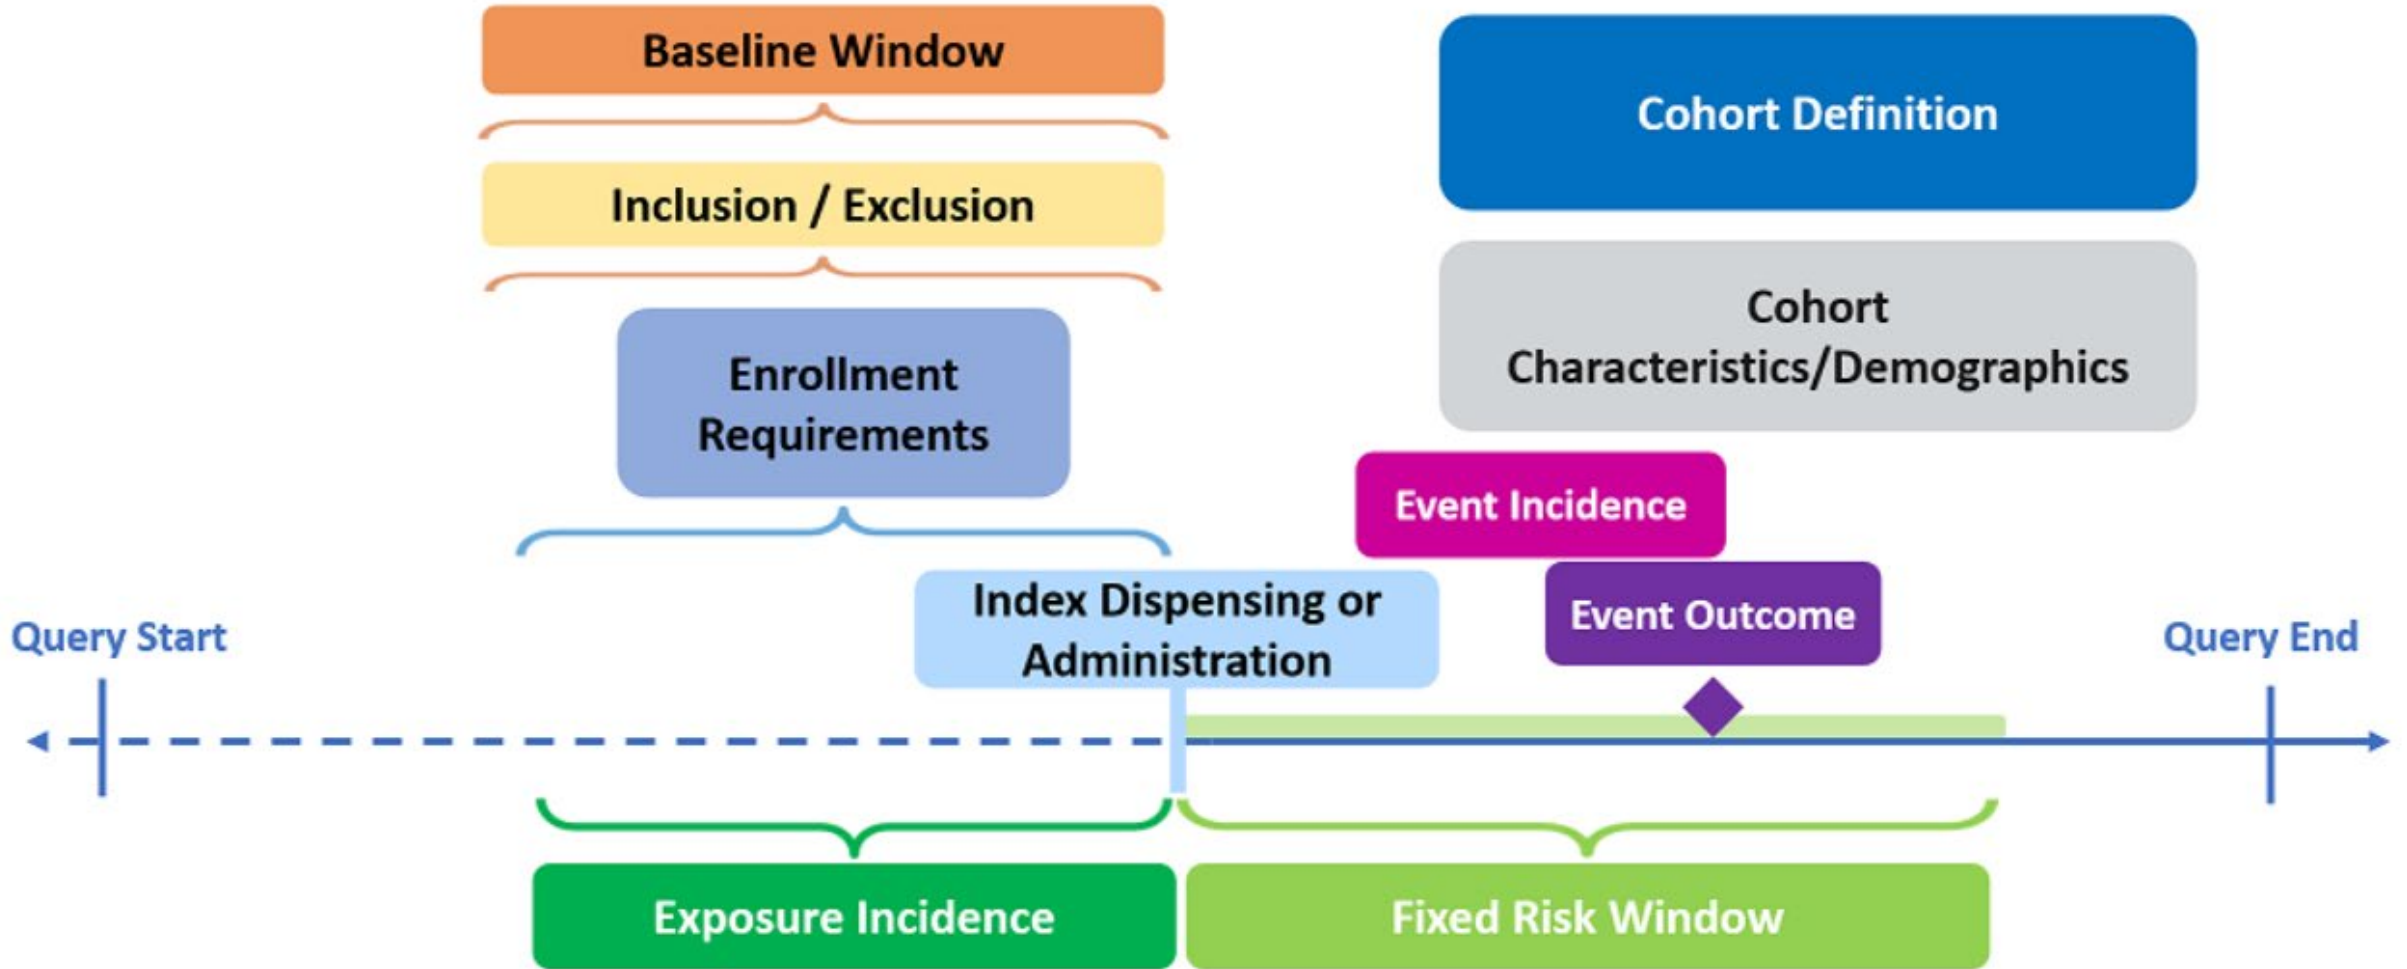 Baseline Window
Cohort Definition
Inclusion / Exclusion
Cohort
Characteristics/Demographics
Enrollment
Requirements
Event Incidence
Index Dispensing or
Administration
Event Outcome
Query Start
Query End
Exposure Incidence
Fixed Risk Window